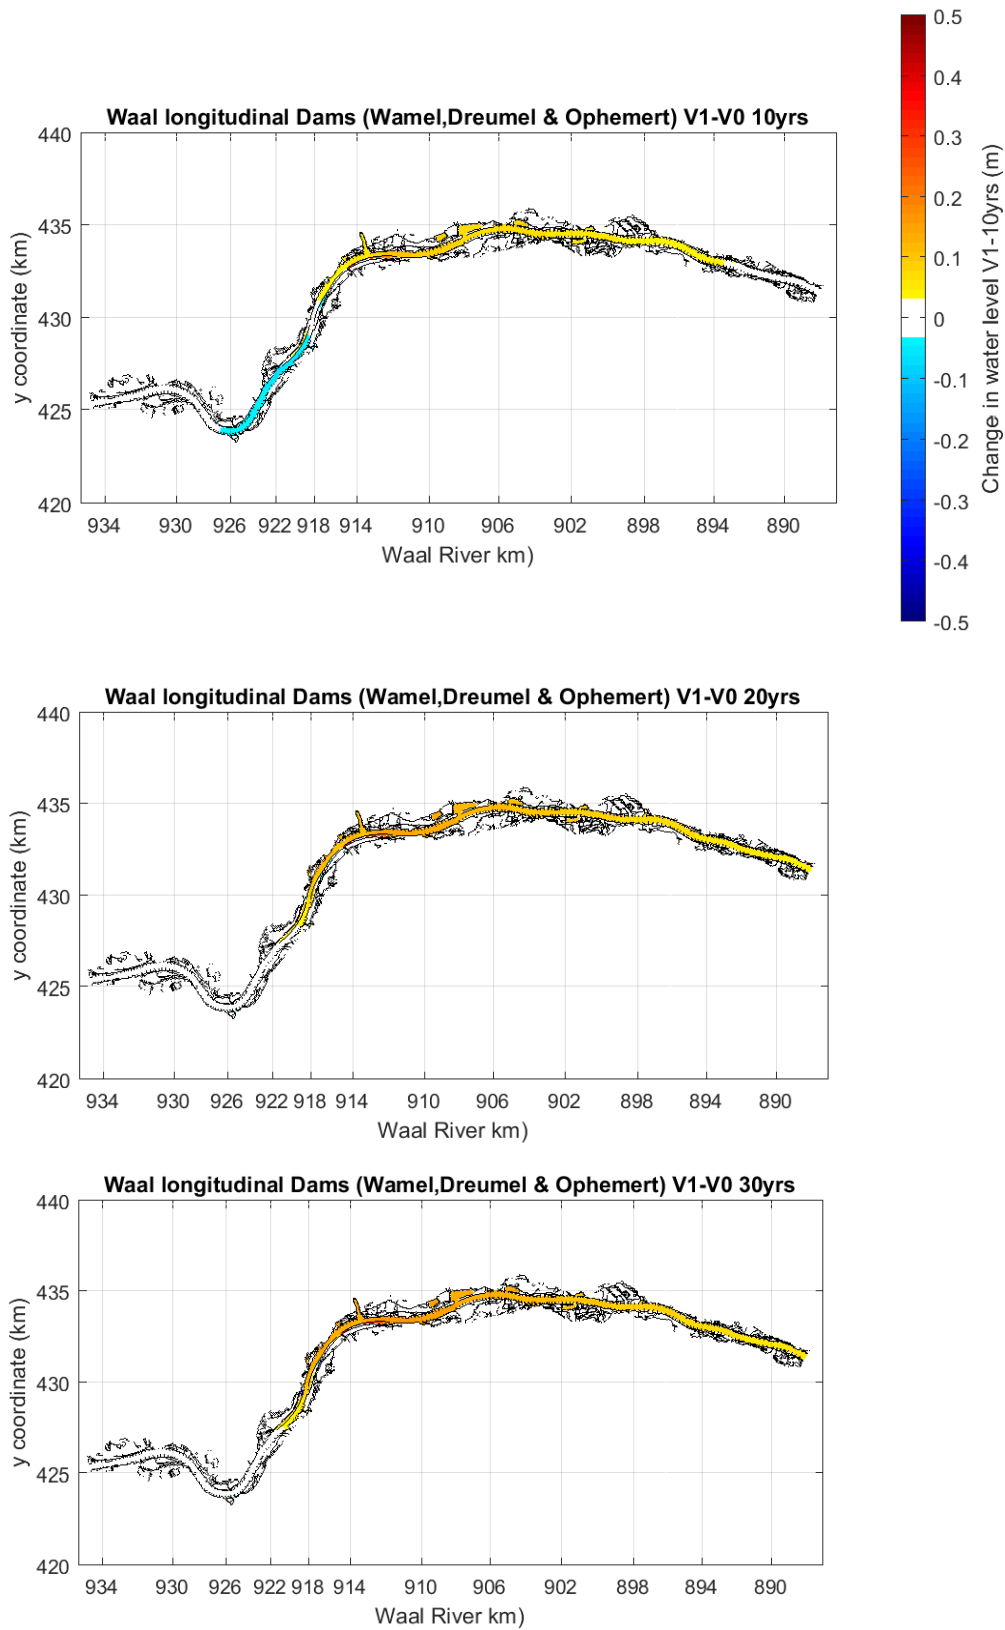 Waal longitudinal Dams (Wamel,Dreumel & Ophemert) V1-V0 10yrs
440
435
430
425
420
y coordinate (km)
934 930 926 922 918 914 910 906 902 898 894 890
Waal River km)
0.5
0.4
0.3
0.2
0.1
0
-0.1
-0.2
-0.3
-0.4
-0.5
Change in water level V1-10yrs (m)
Waal longitudinal Dams (Wamel,Dreumel & Ophemert) V1-V0 20yrs
440
435
430
425
420
y coordinate (km)
934 930 926 922 918 914 910 906 902 898 894 890
Waal River km)
Waal longitudinal Dams (Wamel,Dreumel & Ophemert) V1-V0 30yrs
440
435
430
425
420
y coordinate (km)
934 930 926 922 918 914 910 906 902 898 894 890
Waal River km)